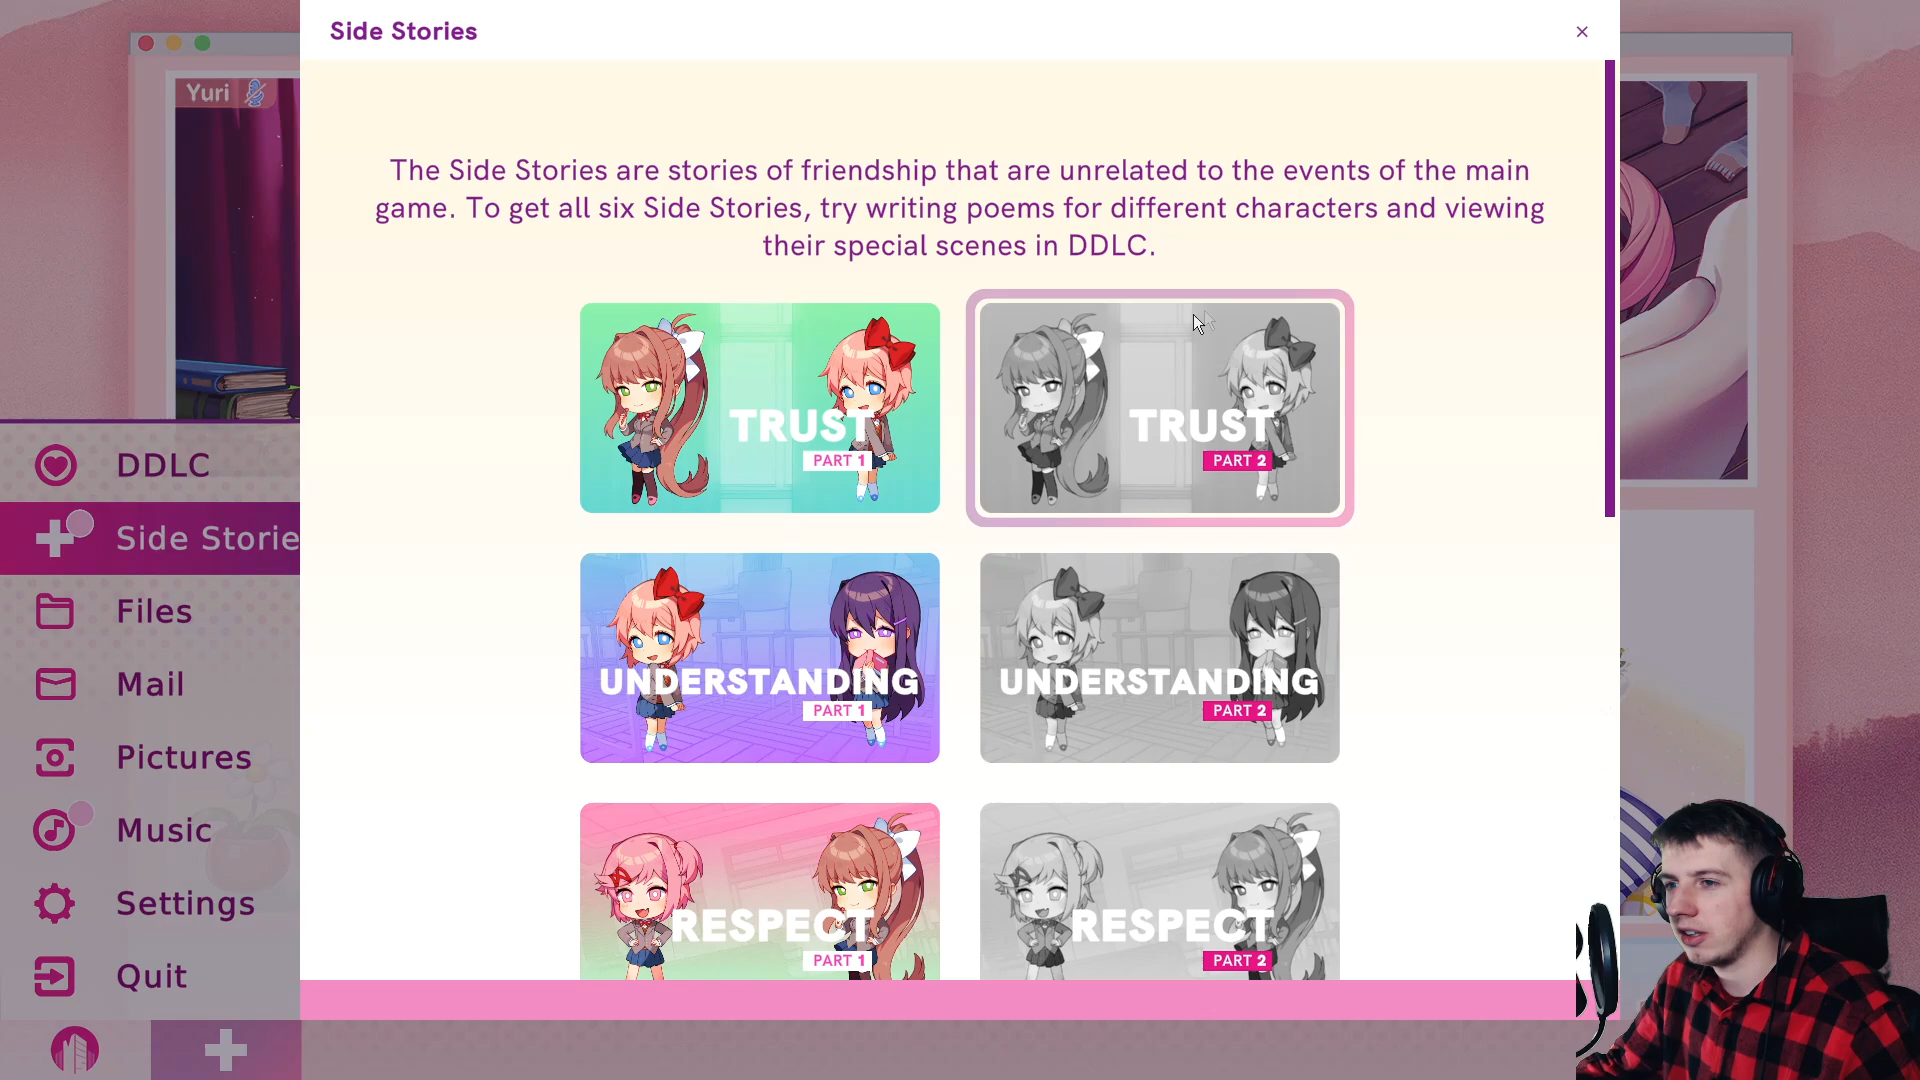 Side Stories
×
Yuri
The Side Stories are stories of friendship that are unrelated to the events of the main
game. To get all six Side Stories, try writing poems for different characters and viewing
their special scenes in DDLC.
TRUST
PART 1
TRUST
PART 2
DDLC
Side Storie
UNDERSTANDING
PART 1
UNDERSTANDING
PART 2
Files
Mail
Pictures
Music
Settings
Quit
RESPECT
PART 1
RESPECT
PART 2